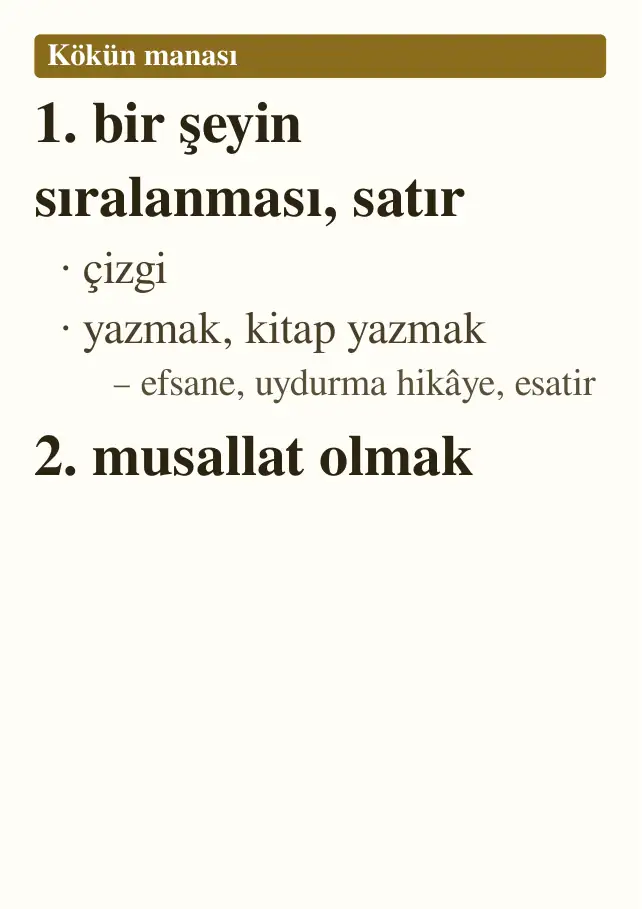 Kökün manası
1. bir şeyin
sıralanması, satır
· çizgi
· yazmak, kitap yazmak
– efsane, uydurma hikâye, esatir
2. musallat olmak